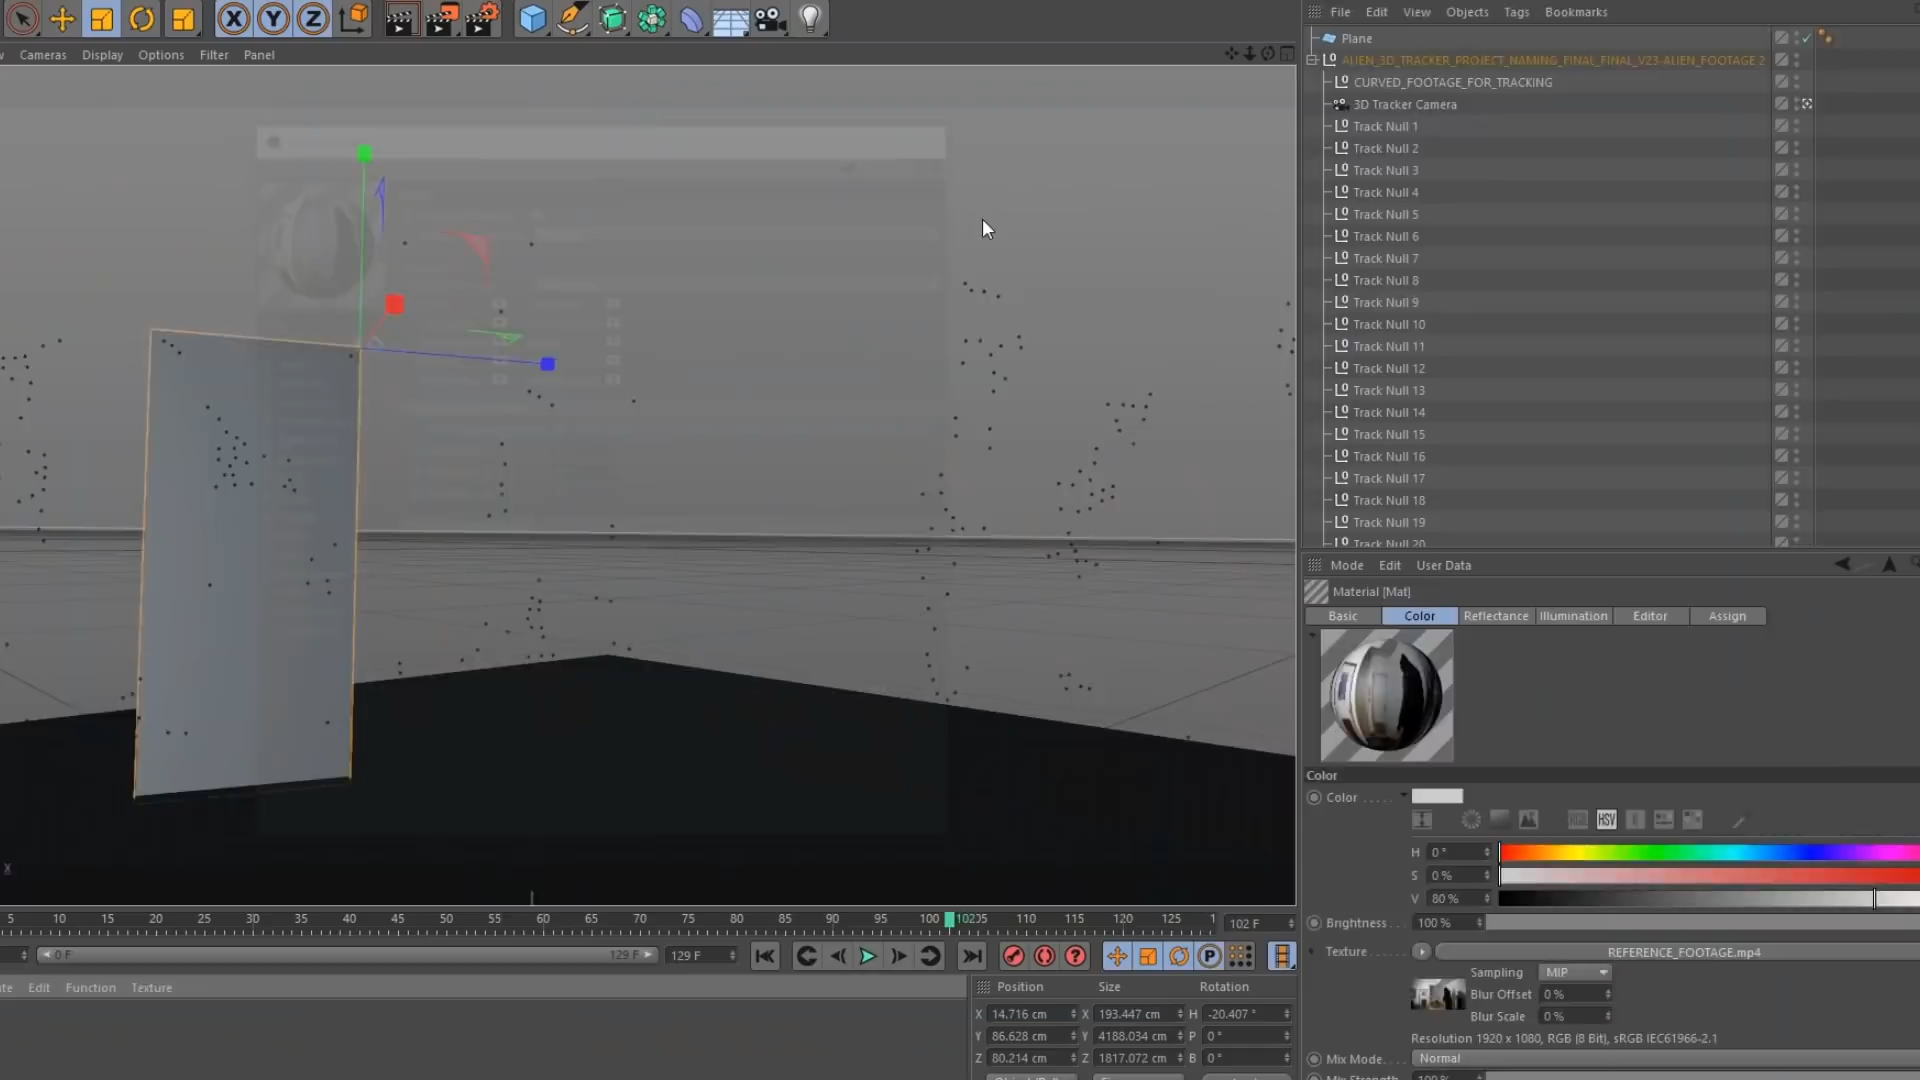 File Edit View Objects Tags Bookmarks
Cameras Display Options Filter Panel
Plane
ALIEN_3D_TRACKER_PROJECT_NAMING_FINAL_FINAL_V23-ALIEN_FOOTAGE 2
CURVED_FOOTAGE_FOR_TRACKING
3D Tracker Camera
Track Null 1
Track Null 2
Track Null 3
Track Null 4
Track Null 5
Track Null 6
Track Null 7
Track Null 8
Track Null 9
Track Null 10
Track Null 11
Track Null 12
Track Null 13
Track Null 14
Track Null 15
Track Null 16
Track Null 17
Track Null 18
Track Null 19
Track Null 20
Mode Edit User Data
Material [Mat]
Basic Color Reflectance Illumination Editor Assign
Color
Color
HSV
H 0 °
S 0 %
V 80 %
Brightness 100 %
Texture REFERENCE_FOOTAGE.mp4
Sampling MIP
Blur Offset 0 %
Blur Scale 0 %
Resolution 1920 x 1080, RGB (8 Bit), sRGB IEC61966-2.1
Mix Mode Normal
Mix Strength 100 %
X
5 10 15 20 25 30 35 40 45 50 55 60 65 70 75 80 85 90 95 100 102 05 110 115 120 125 1 102 F
0 F 129 F 129 F
Edit Function Texture
Position Size Rotation
X 14.716 cm X 193.447 cm H -20.407 °
Y 86.628 cm Y 4188.034 cm P 0 °
Z 80.214 cm Z 1817.072 cm B 0 °